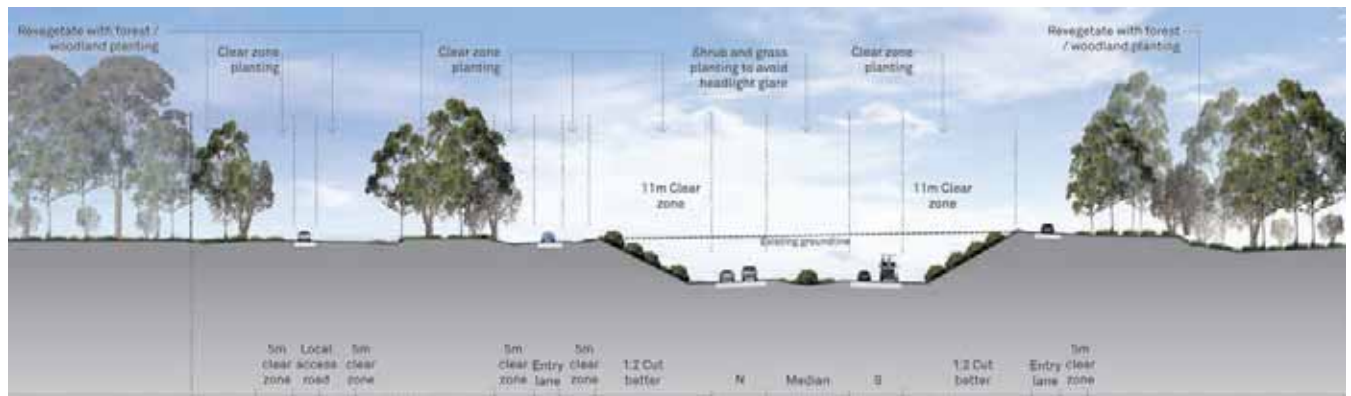 Revegetate with forest /
woodland planting
Clear zone
planting
Clear zone
planting
Shrub and grass
planting to avoid
headlight glare
Clear zone
planting
Revegetate with forest
/ woodland planting
11m Clear
zone
11m Clear
zone
Existing groundline
5m
clear
zone
Local
access
road
5m
clear
zone
5m
clear
zone
Entry
lane
5m
clear
zone
1:2 Cut
batter
N
Median
S
1:2 Cut
batter
Entry
lane
5m
clear
zone